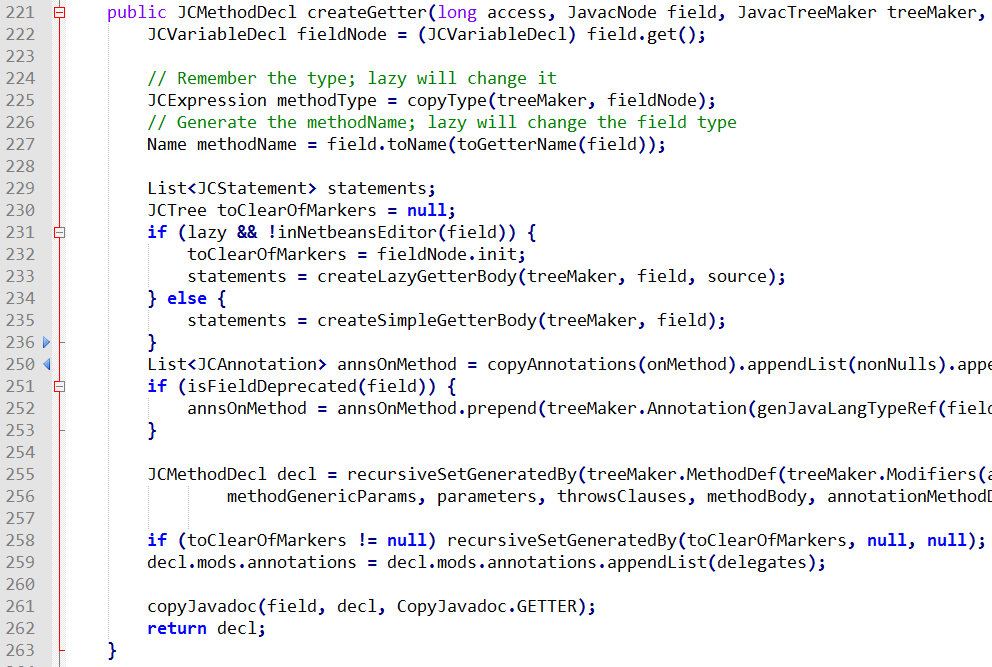 221 public JCMethodDecl createGetter(long access, JavacNode field, JavacTreeMaker treeMaker,
222 JCVariableDecl fieldNode = (JCVariableDecl) field.get();
223
224 // Remember the type; lazy will change it
225 JCExpression methodType = copyType(treeMaker, fieldNode);
226 // Generate the methodName; lazy will change the field type
227 Name methodName = field.toName(toGetterName(field));
228
229 List<JCStatement> statements;
230 JCTree toClearOfMarkers = null;
231 if (lazy && !inNetbeansEditor(field)) {
232 toClearOfMarkers = fieldNode.init;
233 statements = createLazyGetterBody(treeMaker, field, source);
234 } else {
235 statements = createSimpleGetterBody(treeMaker, field);
236 }
250 List<JCAnnotation> annsOnMethod = copyAnnotations(onMethod).appendList(nonNulls).appe
251 if (isFieldDeprecated(field)) {
252 annsOnMethod = annsOnMethod.prepend(treeMaker.Annotation(genJavaLangTypeRef(field
253 }
254
255 JCMethodDecl decl = recursiveSetGeneratedBy(treeMaker.MethodDef(treeMaker.Modifiers(a
256 methodGenericParams, parameters, throwsClauses, methodBody, annotationMethodD
257
258 if (toClearOfMarkers != null) recursiveSetGeneratedBy(toClearOfMarkers, null, null);
259 decl.mods.annotations = decl.mods.annotations.appendList(delegates);
260
261 copyJavadoc(field, decl, CopyJavadoc.GETTER);
262 return decl;
263 }